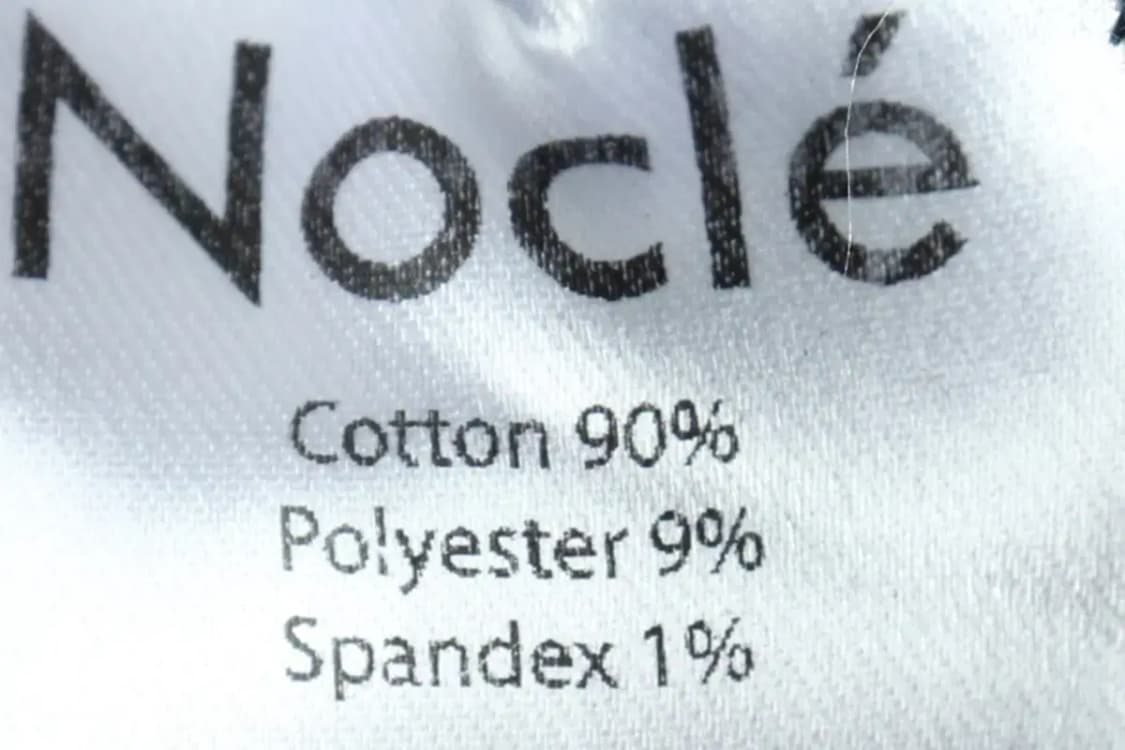 Noclé
Cotton 90%
Polyester 9%
Spandex 1%